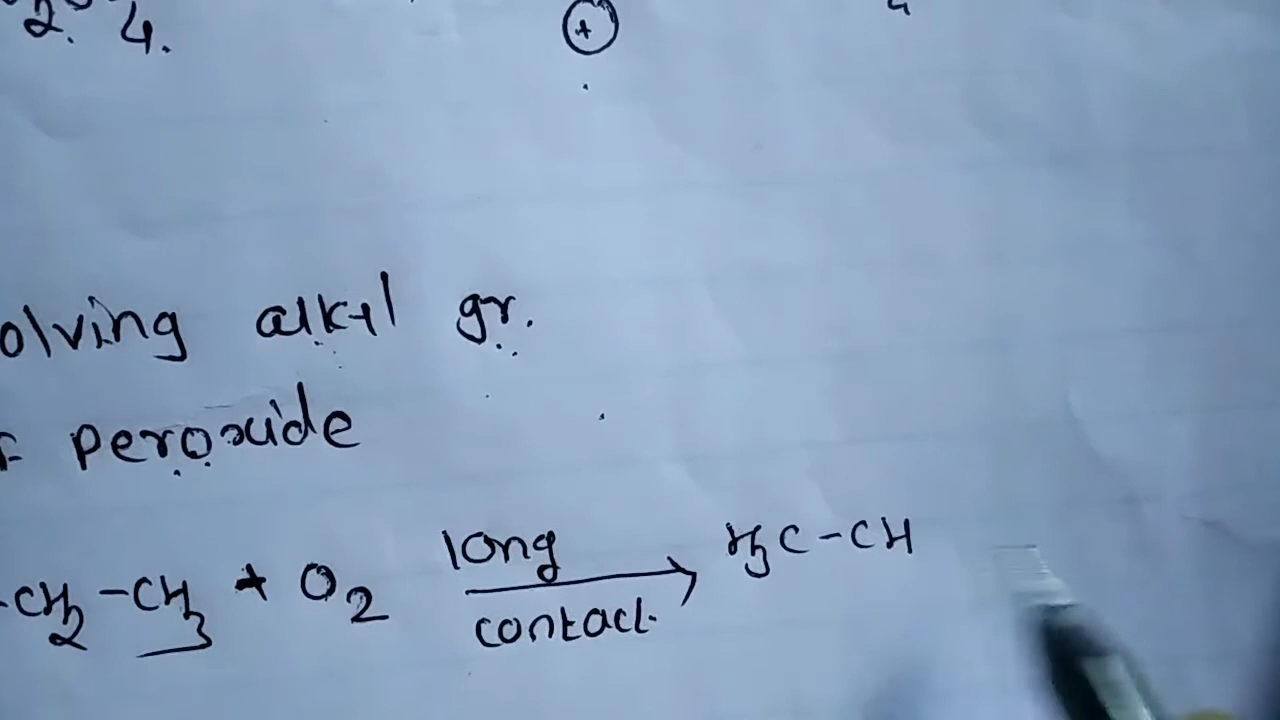 2. 4.
+
olving alkyl gr.
F peroxide
-CH2-CH3 + O2 long contact. → H3C-CH